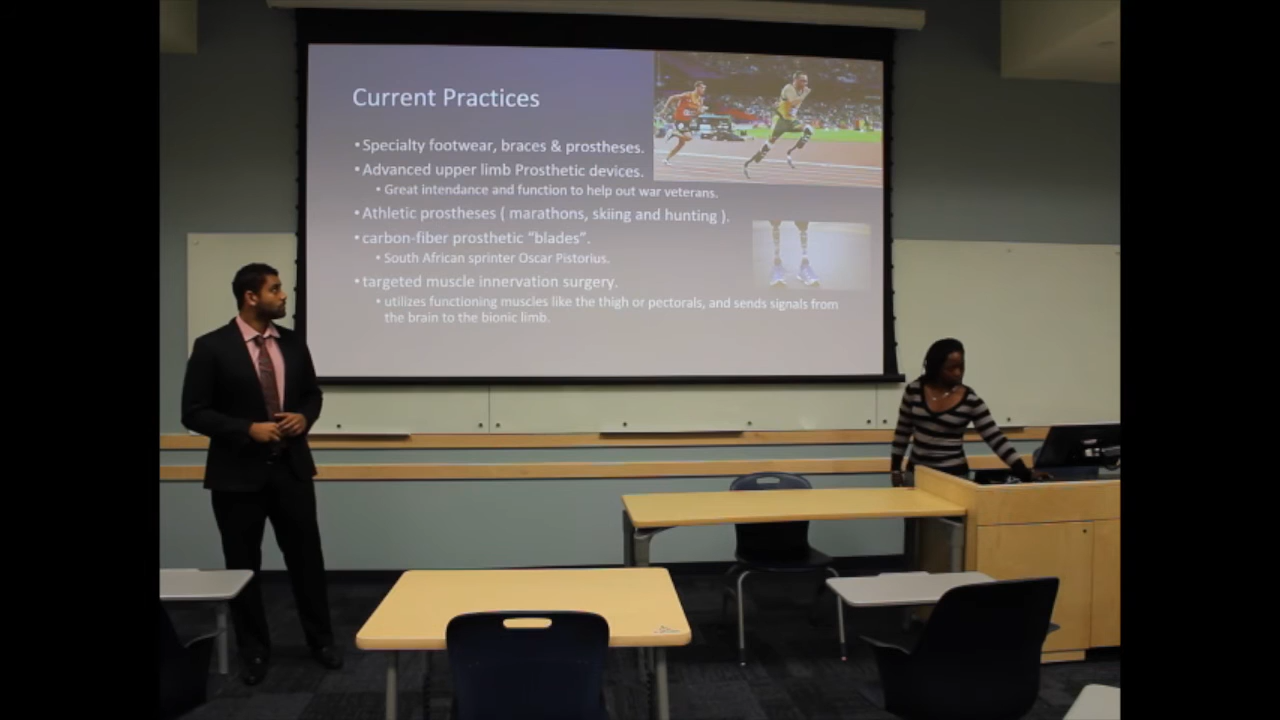 Current Practices
• Specialty footwear, braces & prostheses.
• Advanced upper limb Prosthetic devices.
• Great intendance and function to help out war veterans.
• Athletic prostheses ( marathons, skiing and hunting ).
• carbon-fiber prosthetic “blades”.
• South African sprinter Oscar Pistorius.
• targeted muscle innervation surgery.
• utilizes functioning muscles like the thigh or pectorals, and sends signals from
the brain to the bionic limb.